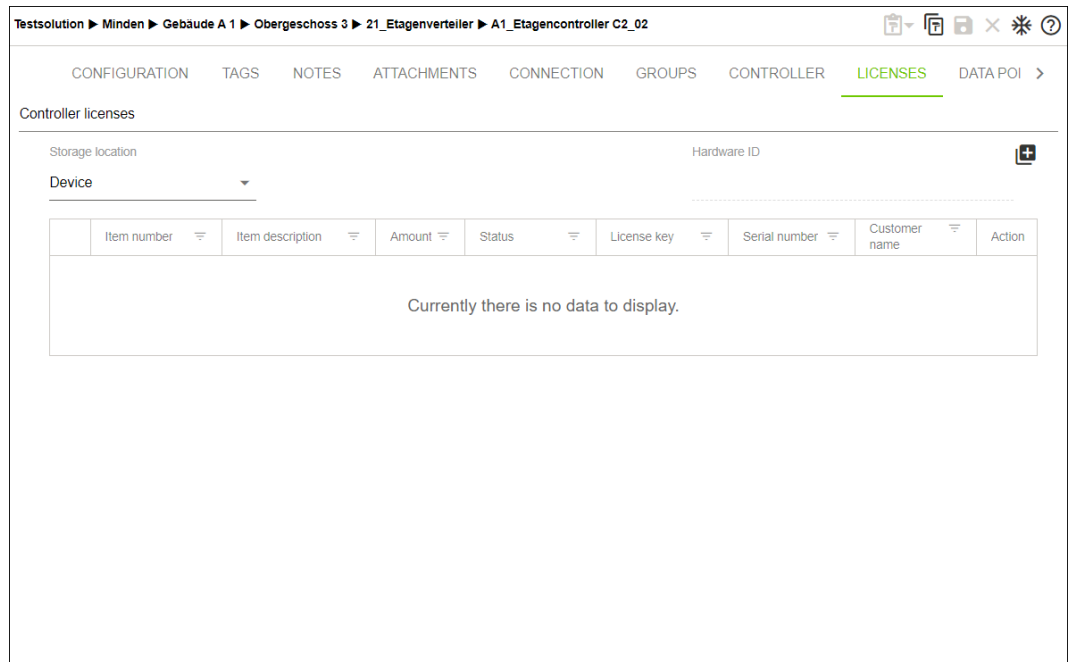 Testsolution ▶ Minden ▶ Gebäude A 1 ▶ Obergeschoss 3 ▶ 21_Etagenverteiler ▶ A1_Etagencontroller C2_02
CONFIGURATION TAGS NOTES ATTACHMENTS CONNECTION GROUPS CONTROLLER LICENSES DATA POI
Controller licenses
Storage location Hardware ID
Device
Item number Item description Amount Status License key Serial number Customer name Action
Currently there is no data to display.